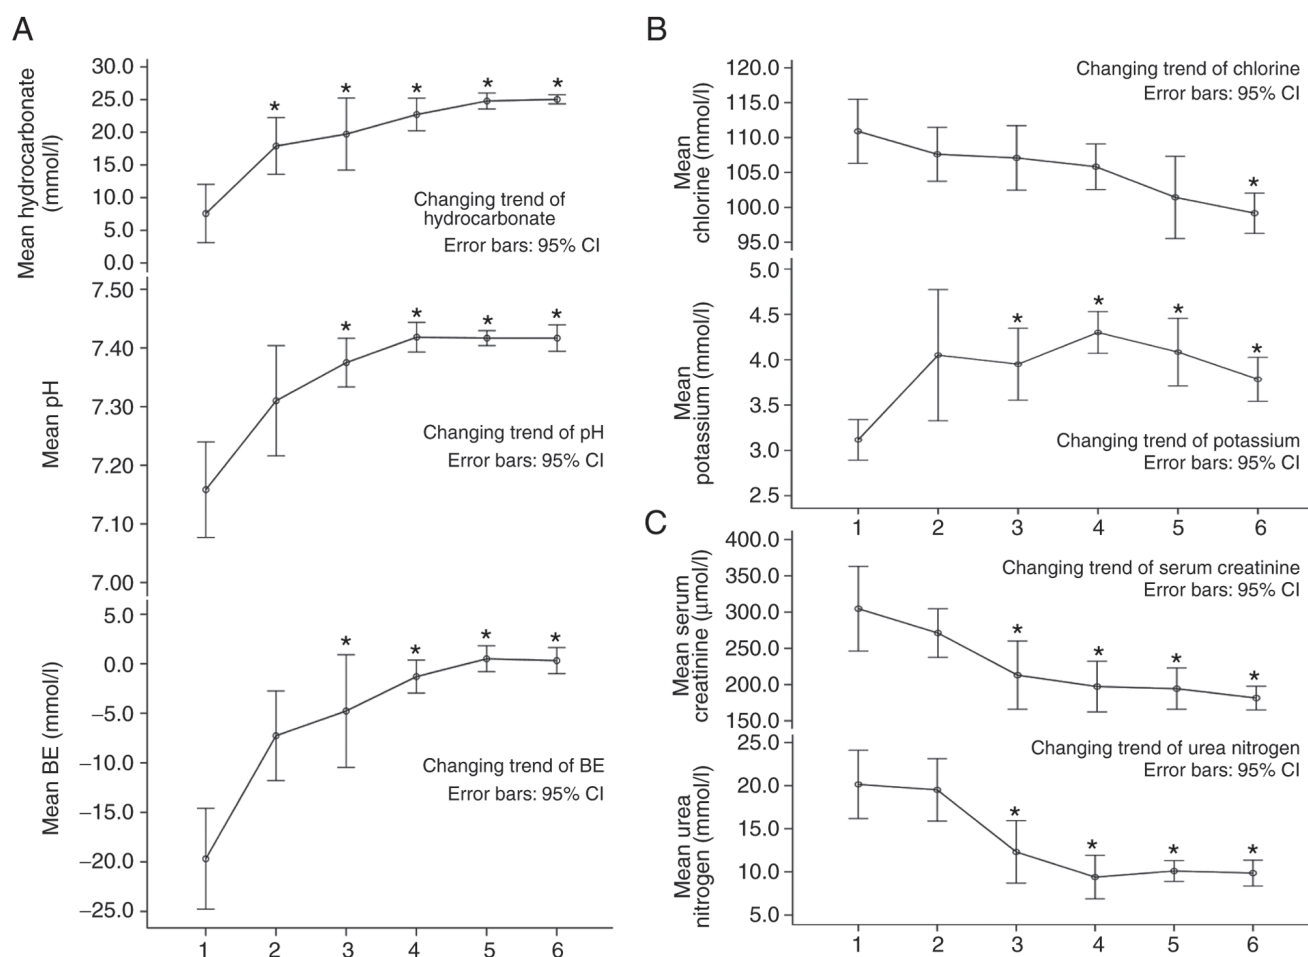 A
Mean hydrocarbonate
(mmol/l)
30.0
25.0
20.0
15.0
10.0
5.0
0.0
* * * * *
Changing trend of
hydrocarbonate
Error bars: 95% CI
Mean pH
7.50
7.40
7.30
7.20
7.10
7.00
* * * *
Changing trend of pH
Error bars: 95% CI
Mean BE (mmol/l)
5.0
0.0
−5.0
−10.0
−15.0
−20.0
−25.0
* * * *
Changing trend of BE
Error bars: 95% CI
1 2 3 4 5 6
B
Mean
chlorine (mmol/l)
120.0
115.0
110.0
105.0
100.0
95.0
Changing trend of chlorine
Error bars: 95% CI
*
Mean
potassium (mmol/l)
5.0
4.5
4.0
3.5
3.0
2.5
* * * *
Changing trend of potassium
Error bars: 95% CI
1 2 3 4 5 6
C
Mean serum
creatinine (μmol/l)
400.0
350.0
300.0
250.0
200.0
150.0
Changing trend of serum creatinine
Error bars: 95% CI
* * * *
Mean urea
nitrogen (mmol/l)
25.0
20.0
15.0
10.0
5.0
Changing trend of urea nitrogen
Error bars: 95% CI
* * * *
1 2 3 4 5 6